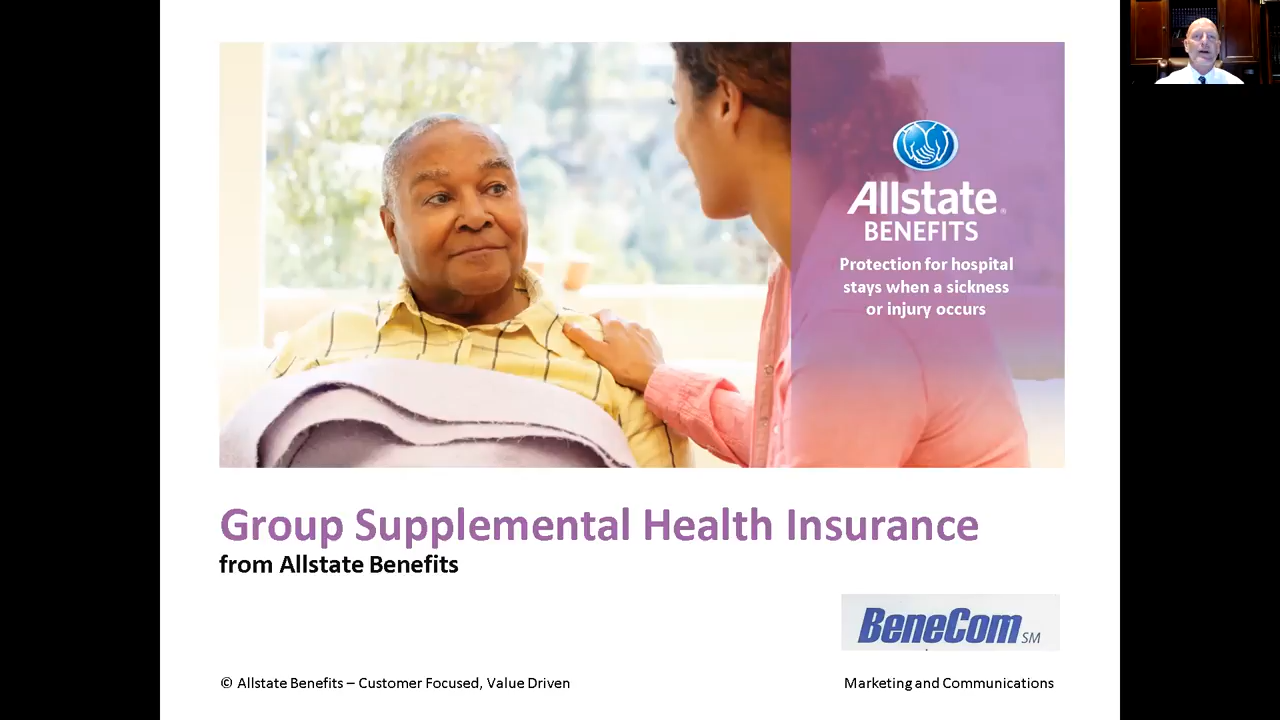 Allstate®
BENEFITS
Protection for hospital
stays when a sickness
or injury occurs
Group Supplemental Health Insurance
from Allstate Benefits
BeneCom SM
© Allstate Benefits – Customer Focused, Value Driven
Marketing and Communications